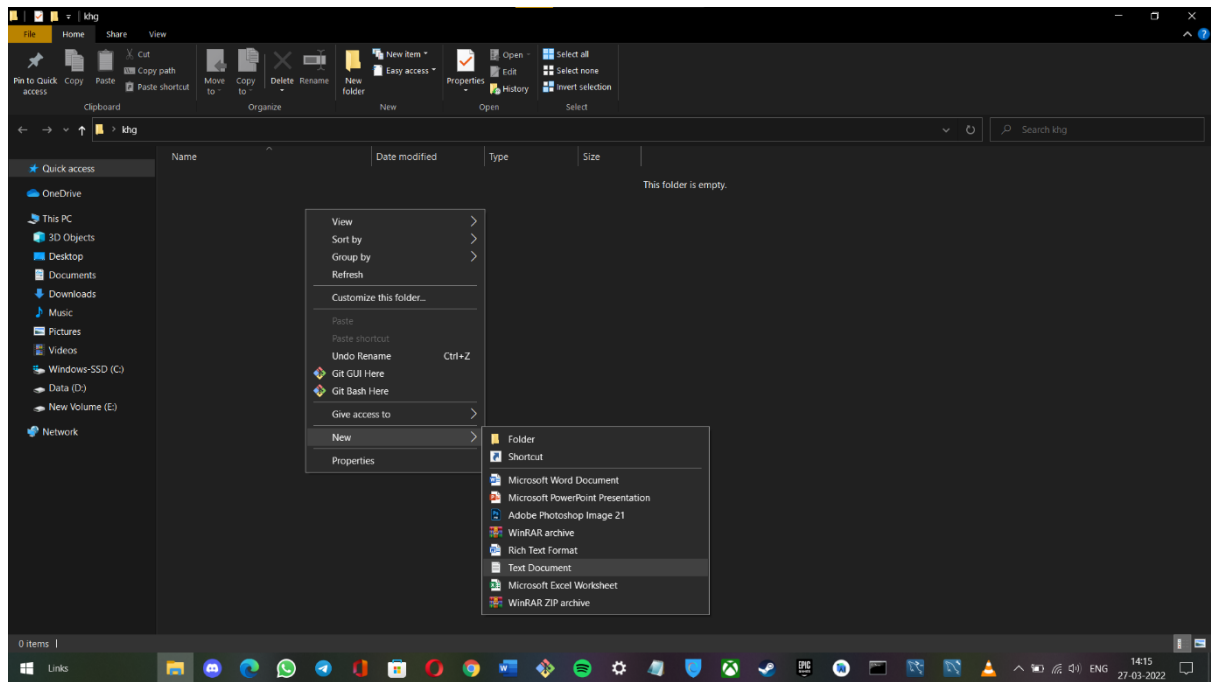 khg
File Home Share View
Pin to Quick access
Copy
Paste
Cut
Copy path
Paste shortcut
Clipboard
Move to
Copy to
Delete
Rename
Organize
New folder
New item
Easy access
New
Properties
Open
Edit
History
Open
Select all
Select none
Invert selection
Select
khg
Search khg
Name Date modified Type Size
This folder is empty.
Quick access
OneDrive
This PC
3D Objects
Desktop
Documents
Downloads
Music
Pictures
Videos
Windows-SSD (C:)
Data (D:)
New Volume (E:)
Network
View
Sort by
Group by
Refresh
Customize this folder...
Paste
Paste shortcut
Undo Rename Ctrl+Z
Git GUI Here
Git Bash Here
Give access to
New
Properties
Folder
Shortcut
Microsoft Word Document
Microsoft PowerPoint Presentation
Adobe Photoshop Image 21
WinRAR archive
Rich Text Format
Text Document
Microsoft Excel Worksheet
WinRAR ZIP archive
0 items
Links
EPIC
ENG
14:15
27-03-2022